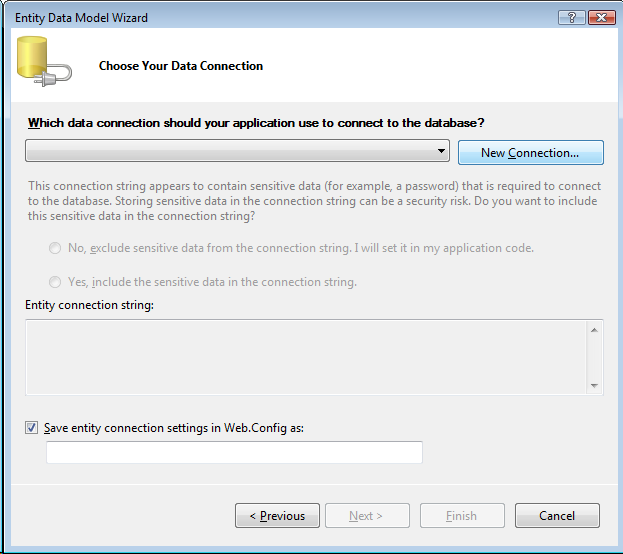 Entity Data Model Wizard
?
Choose Your Data Connection
Which data connection should your application use to connect to the database?
New Connection...
This connection string appears to contain sensitive data (for example, a password) that is required to connect
to the database. Storing sensitive data in the connection string can be a security risk. Do you want to include
this sensitive data in the connection string?
No, exclude sensitive data from the connection string. I will set it in my application code.
Yes, include the sensitive data in the connection string.
Entity connection string:
Save entity connection settings in Web.Config as:
< Previous
Next >
Finish
Cancel